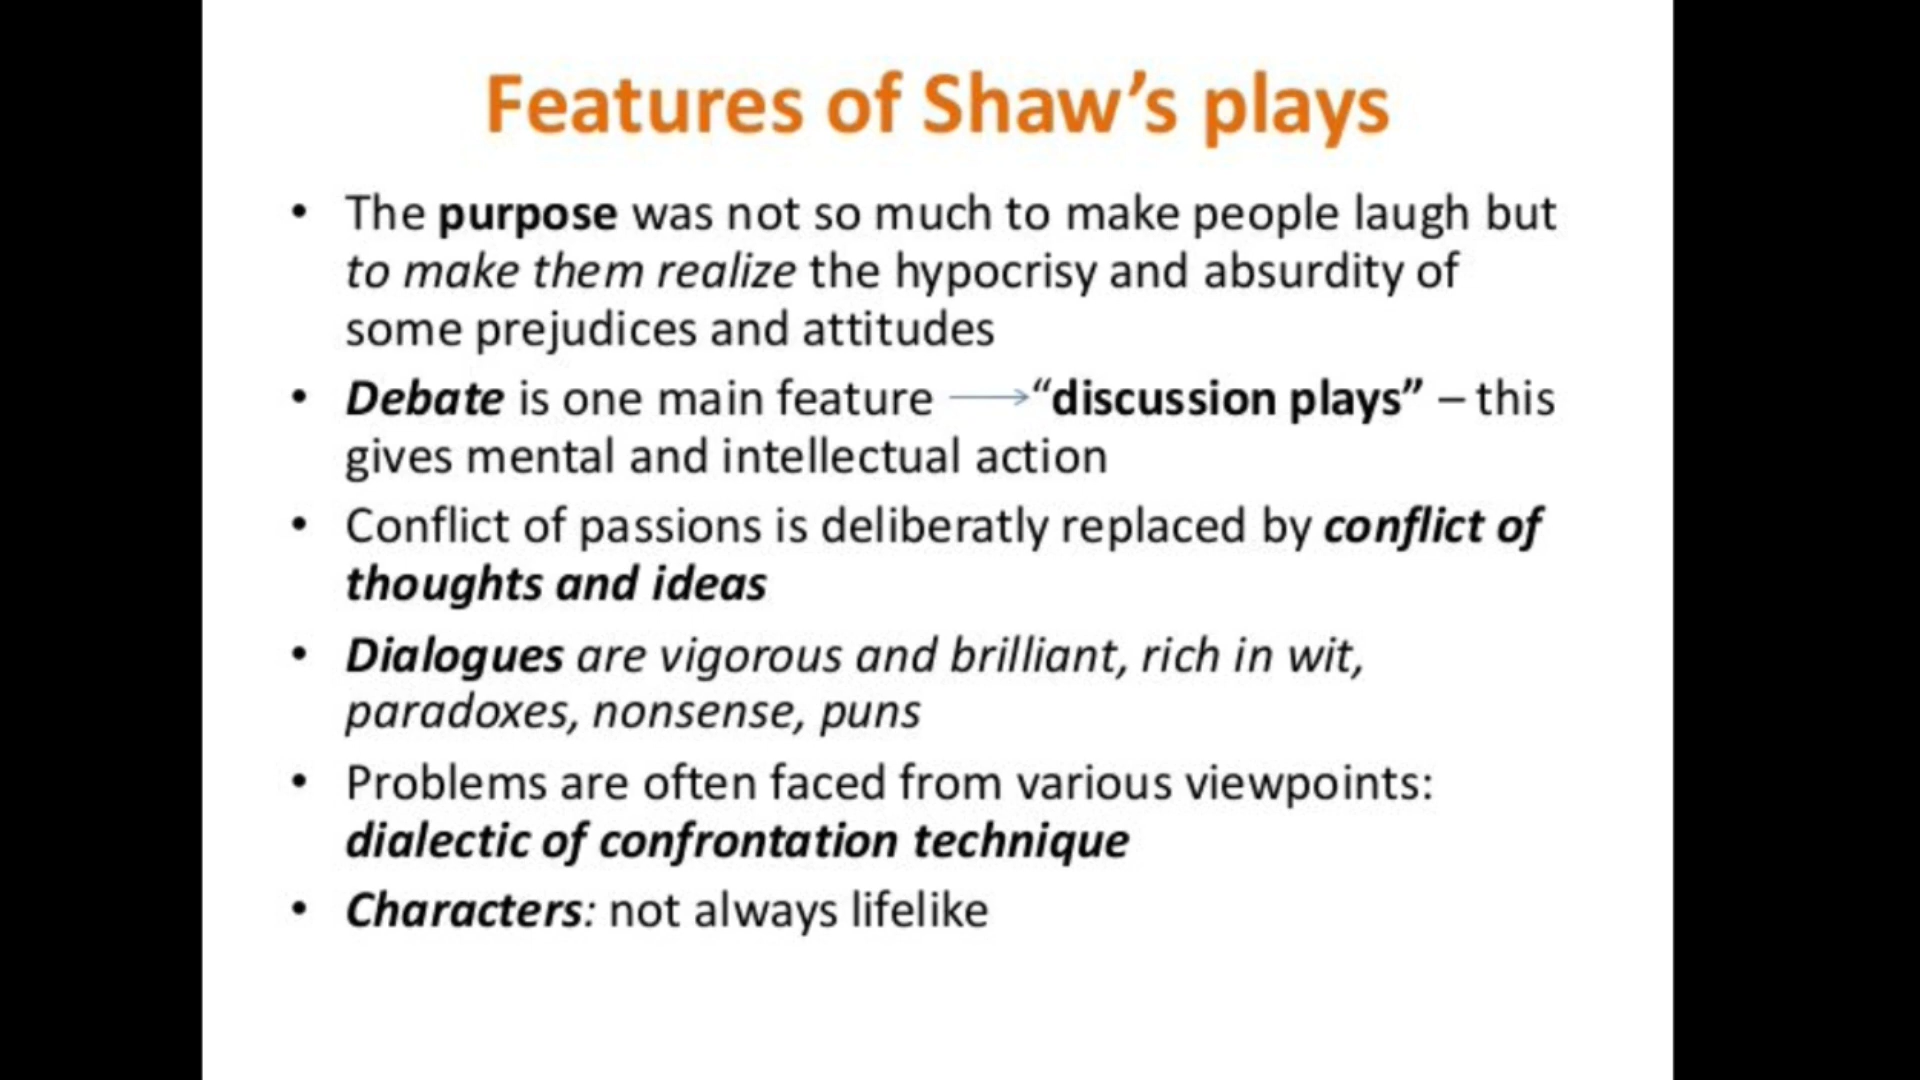 Features of Shaw’s plays
• The purpose was not so much to make people laugh but
to make them realize the hypocrisy and absurdity of
some prejudices and attitudes
• Debate is one main feature ⟶“discussion plays” – this
gives mental and intellectual action
• Conflict of passions is deliberatly replaced by conflict of
thoughts and ideas
• Dialogues are vigorous and brilliant, rich in wit,
paradoxes, nonsense, puns
• Problems are often faced from various viewpoints:
dialectic of confrontation technique
• Characters: not always lifelike